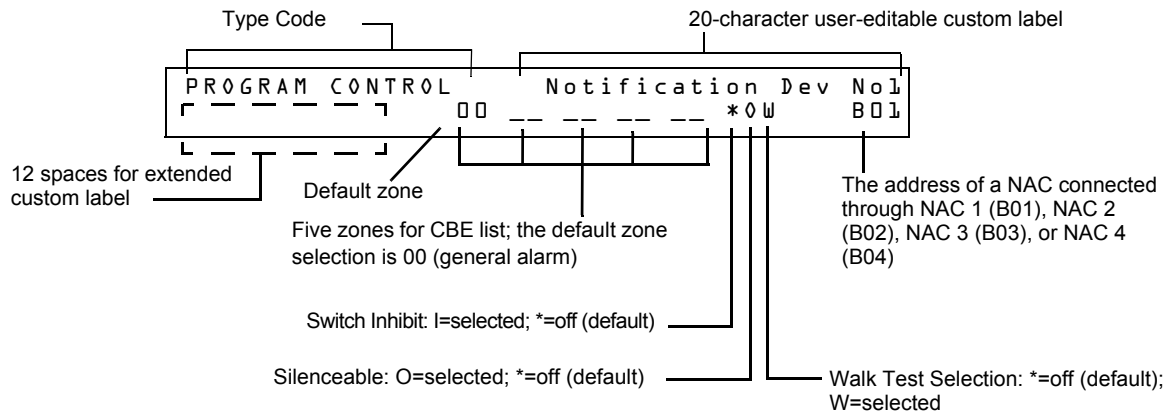 Type Code
20-character user-editable custom label
PROGRAM CONTROL Notification Dev No1
00 __ __ __ __ *0W B01
12 spaces for extended
custom label
Default zone
Five zones for CBE list; the default zone
selection is 00 (general alarm)
The address of a NAC connected
through NAC 1 (B01), NAC 2
(B02), NAC 3 (B03), or NAC 4
(B04)
Switch Inhibit: I=selected; *=off (default)
Silenceable: O=selected; *=off (default)
Walk Test Selection: *=off (default);
W=selected